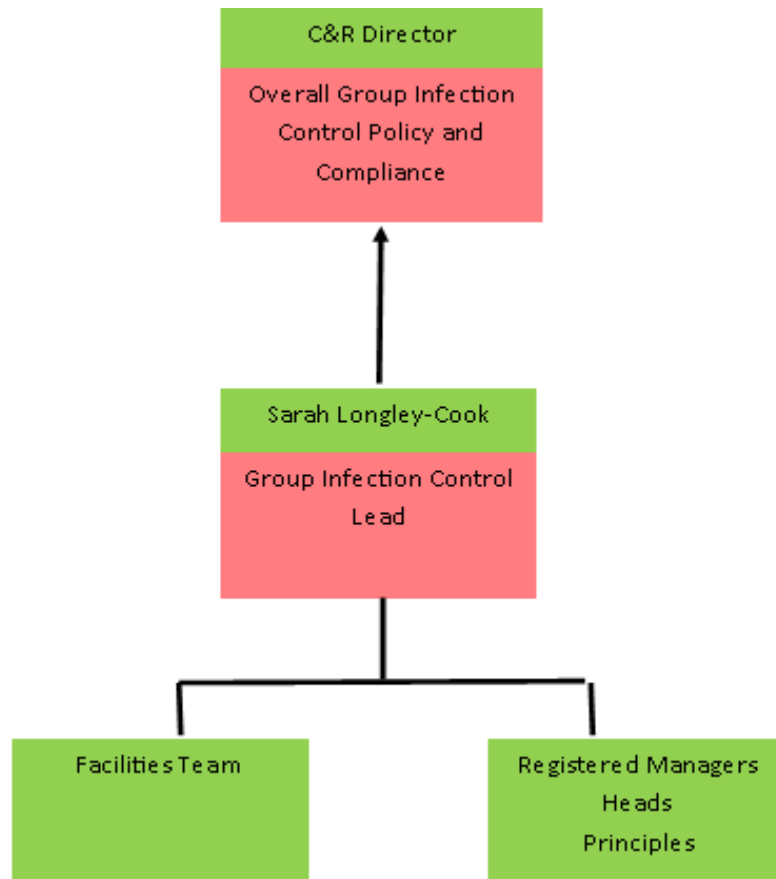 C&R Director
Overall Group Infection
Control Policy and
Compliance
Sarah Longley-Cook
Group Infection Control
Lead
Facilities Team
Registered Managers
Heads
Principles